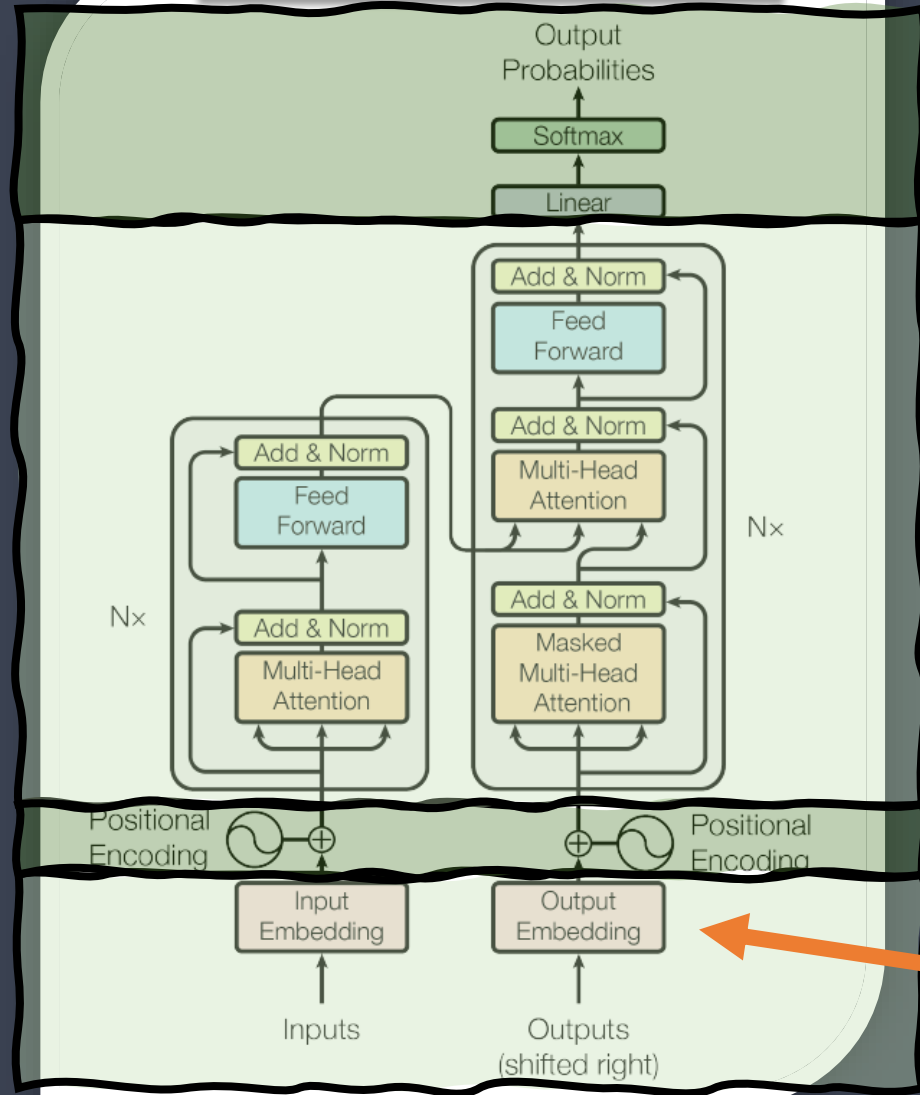 Output
Probabilities
Softmax
Linear
Add & Norm
Feed
Forward
Add & Norm
Multi-Head
Attention
Nx
Add & Norm
Masked
Multi-Head
Attention
Add & Norm
Feed
Forward
Nx
Add & Norm
Multi-Head
Attention
Positional
Encoding
Positional
Encoding
Input
Embedding
Output
Embedding
Inputs
Outputs
(shifted right)